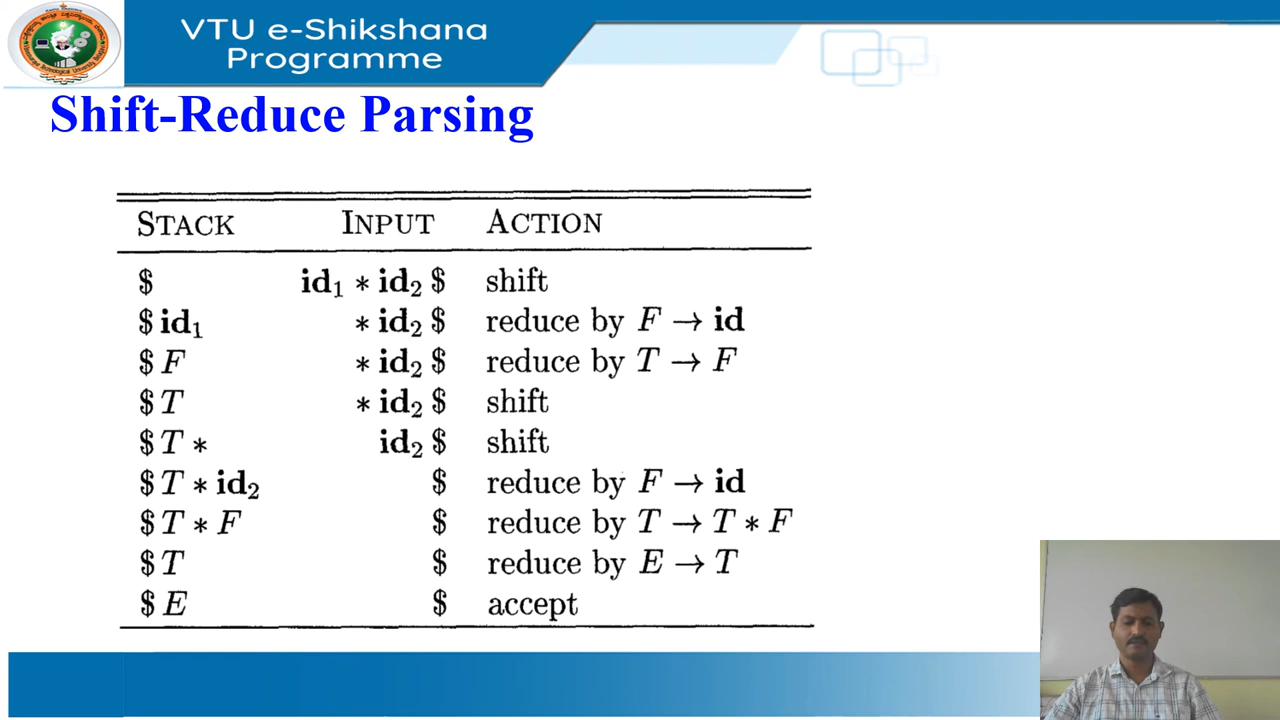 VTU e-Shikshana
Programme
Shift-Reduce Parsing
STACK INPUT ACTION
$ id₁ * id₂ $ shift
$ id₁ * id₂ $ reduce by F → id
$ F * id₂ $ reduce by T → F
$ T * id₂ $ shift
$ T * id₂ $ shift
$ T * id₂ $ reduce by F → id
$ T * F $ reduce by T → T * F
$ T $ reduce by E → T
$ E $ accept